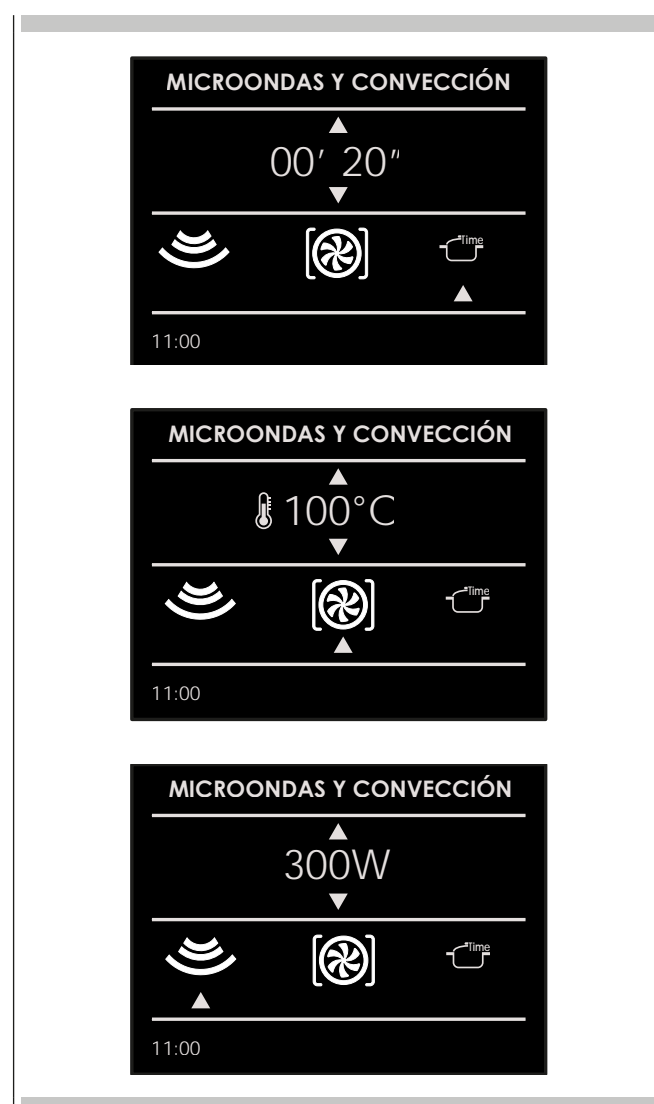 MICROONDAS Y CONVECCIÓN
00′ 20″
Time
11:00
MICROONDAS Y CONVECCIÓN
100°C
Time
11:00
MICROONDAS Y CONVECCIÓN
300W
Time
11:00